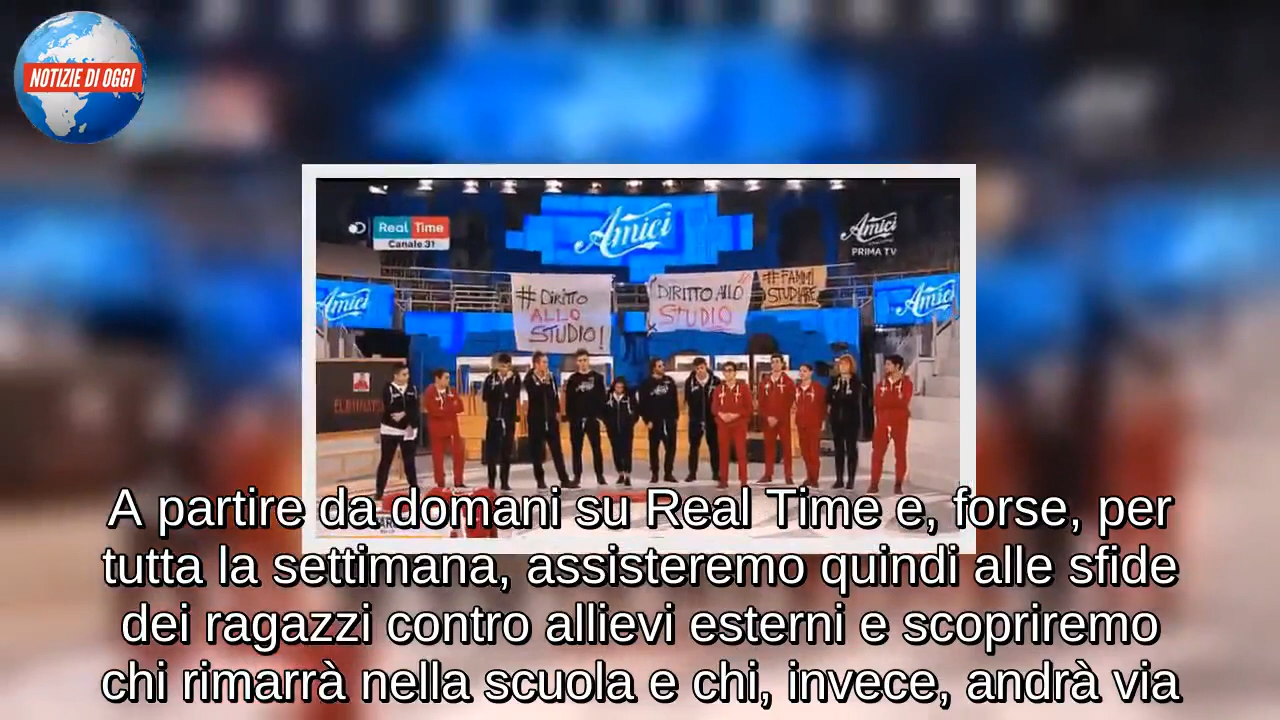 NOTIZIE DI OGGI
Real Time
Canale 31
Amici
Amici
PRIMA TV
Amici
Amici
#DIRITTO
ALLO
STUDIO!
DIRITTO ALLO
STUDIO
#FAMMI
STUDIARE
A partire da domani su Real Time e, forse, per
tutta la settimana, assisteremo quindi alle sfide
dei ragazzi contro allievi esterni e scopriremo
chi rimarrà nella scuola e chi, invece, andrà via